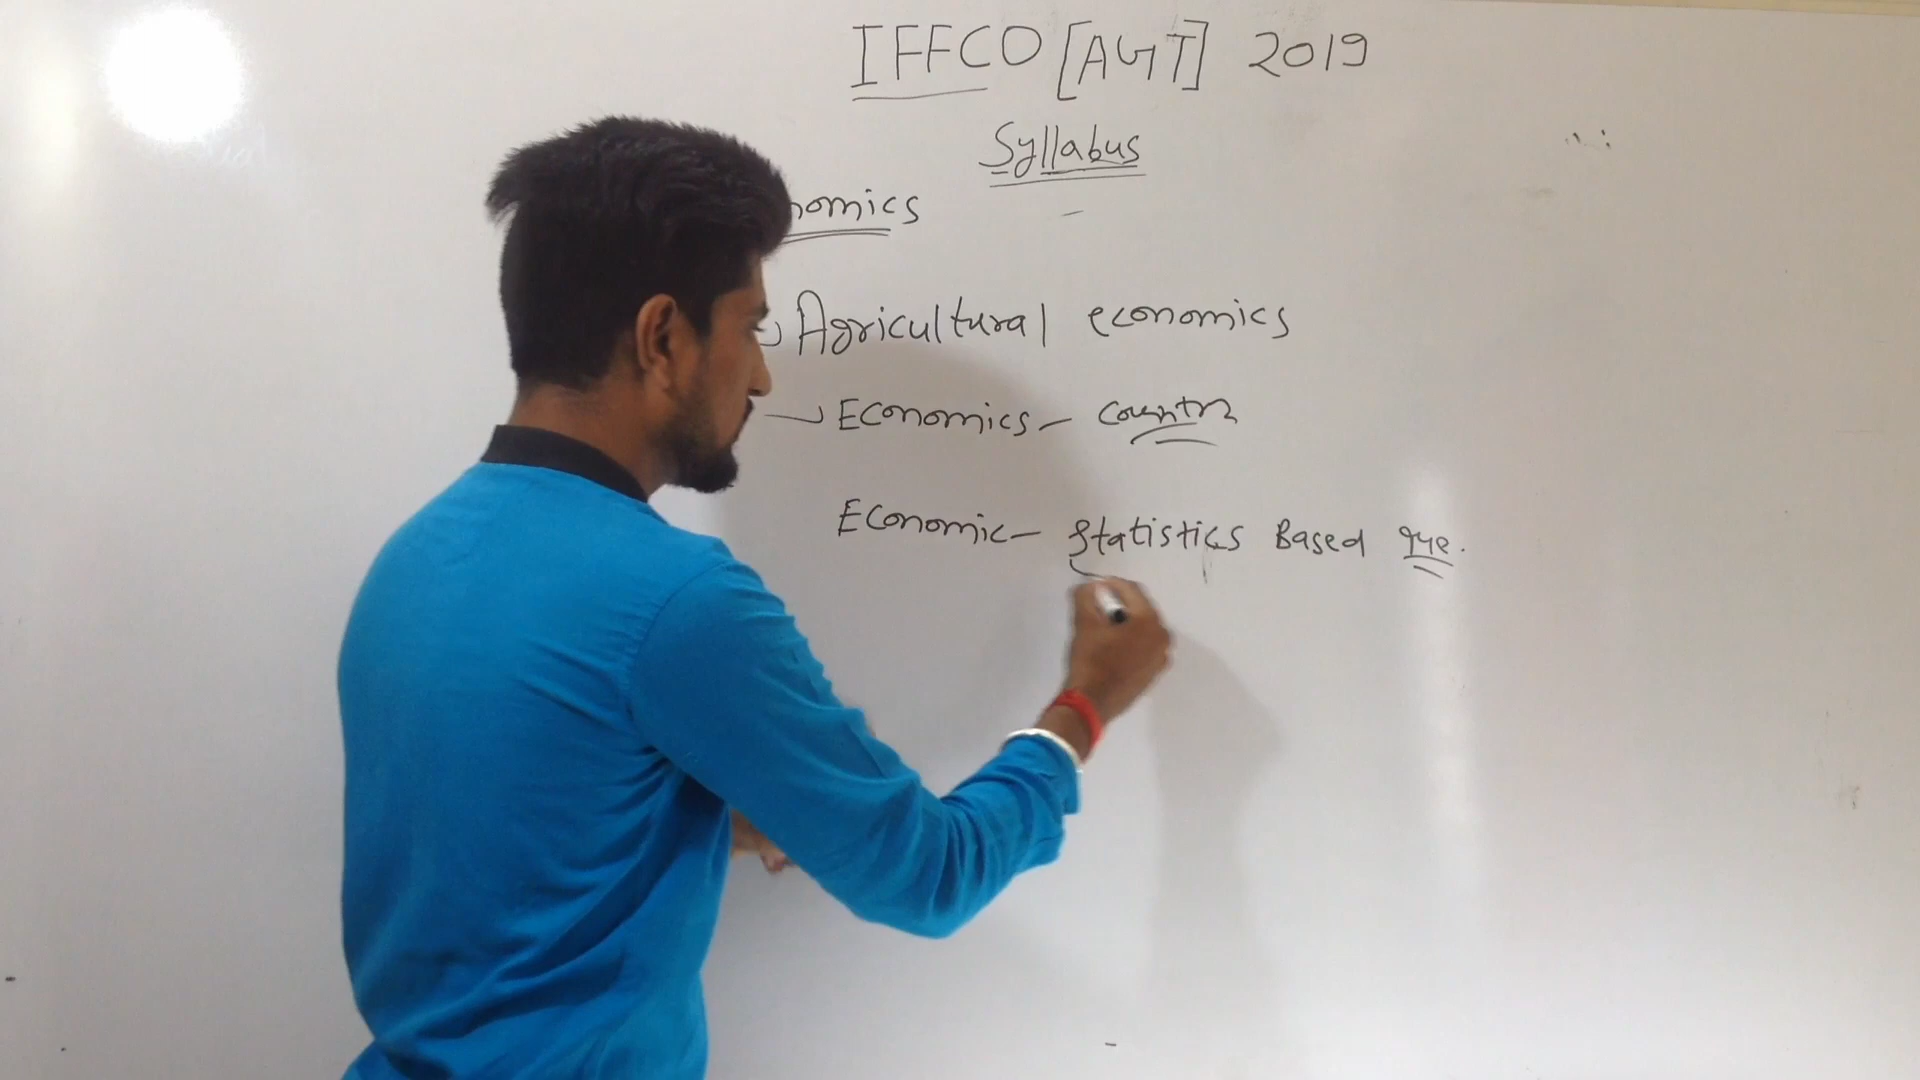 IFFCO [AGT] 2019
Syllabus
nomics
Agricultural economics
Economics - country
Economic - Statistics Based que.